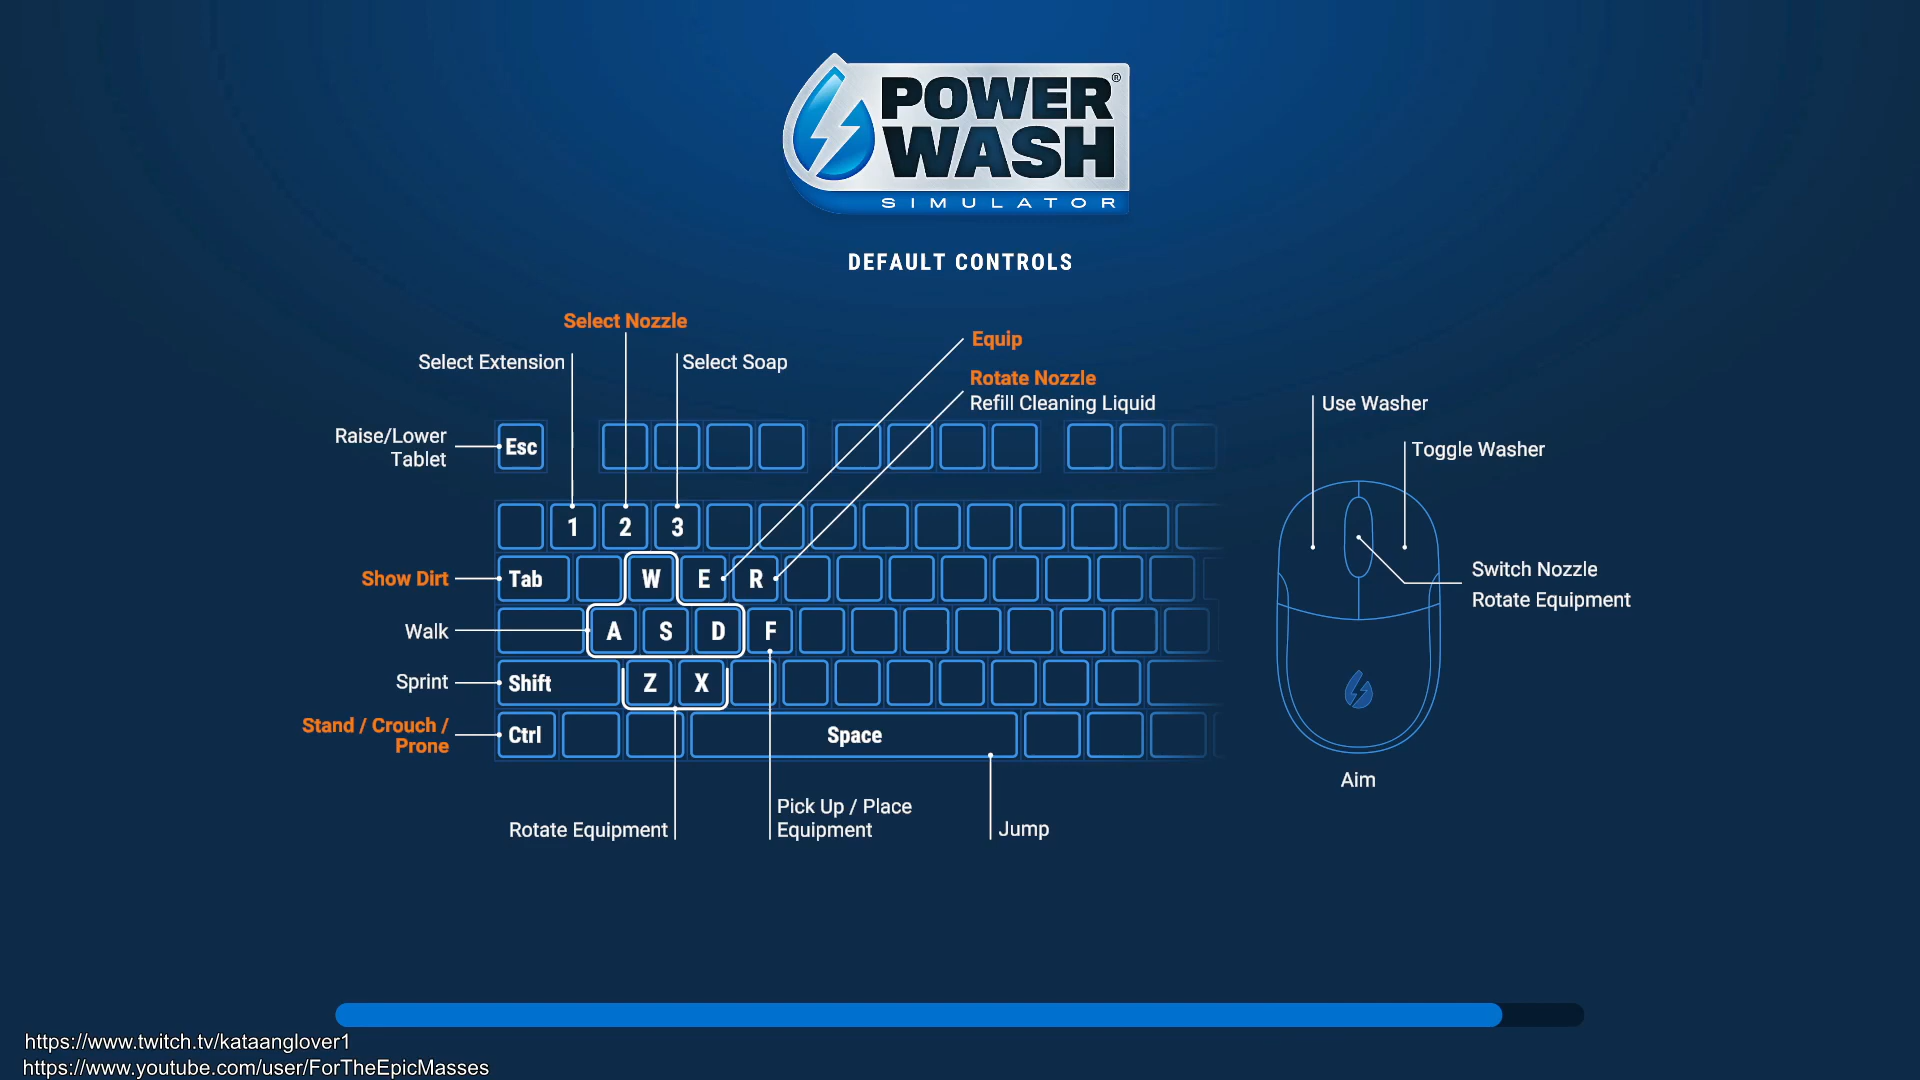 POWER®
WASH
SIMULATOR
DEFAULT CONTROLS
Select Nozzle
Select Extension
Select Soap
Equip
Rotate Nozzle
Refill Cleaning Liquid
Raise/Lower
Tablet
Esc
1
2
3
Show Dirt
Tab
W
E
R
Walk
A
S
D
F
Sprint
Shift
Z
X
Stand / Crouch /
Prone
Ctrl
Space
Rotate Equipment
Pick Up / Place
Equipment
Jump
Use Washer
Toggle Washer
Switch Nozzle
Rotate Equipment
Aim
https://www.twitch.tv/kataanglover1
https://www.youtube.com/user/ForTheEpicMasses